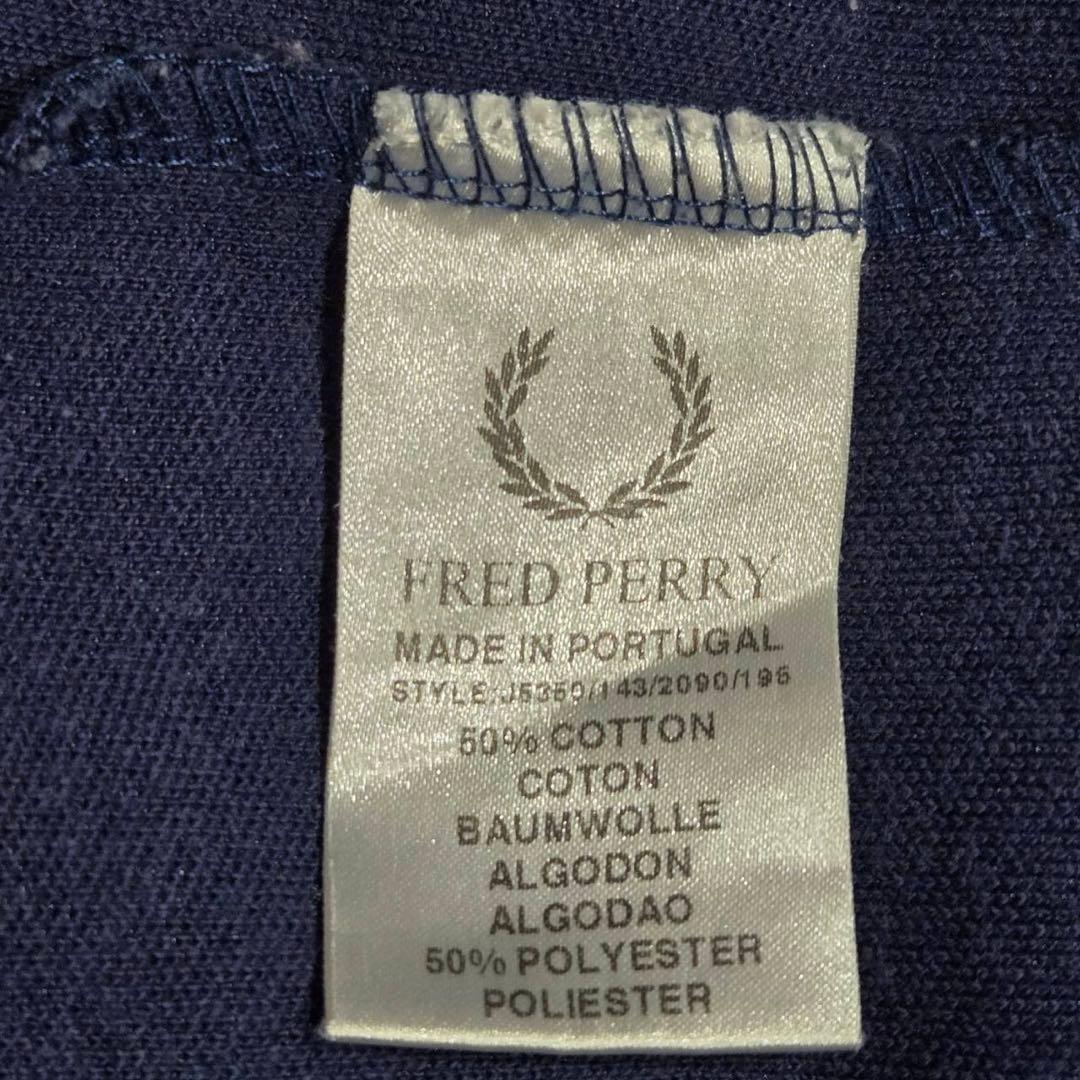 FRED PERRY
MADE IN PORTUGAL
STYLE:J5350/143/2090/195
50% COTTON
COTON
BAUMWOLLE
ALGODON
ALGODAO
50% POLYESTER
POLIESTER